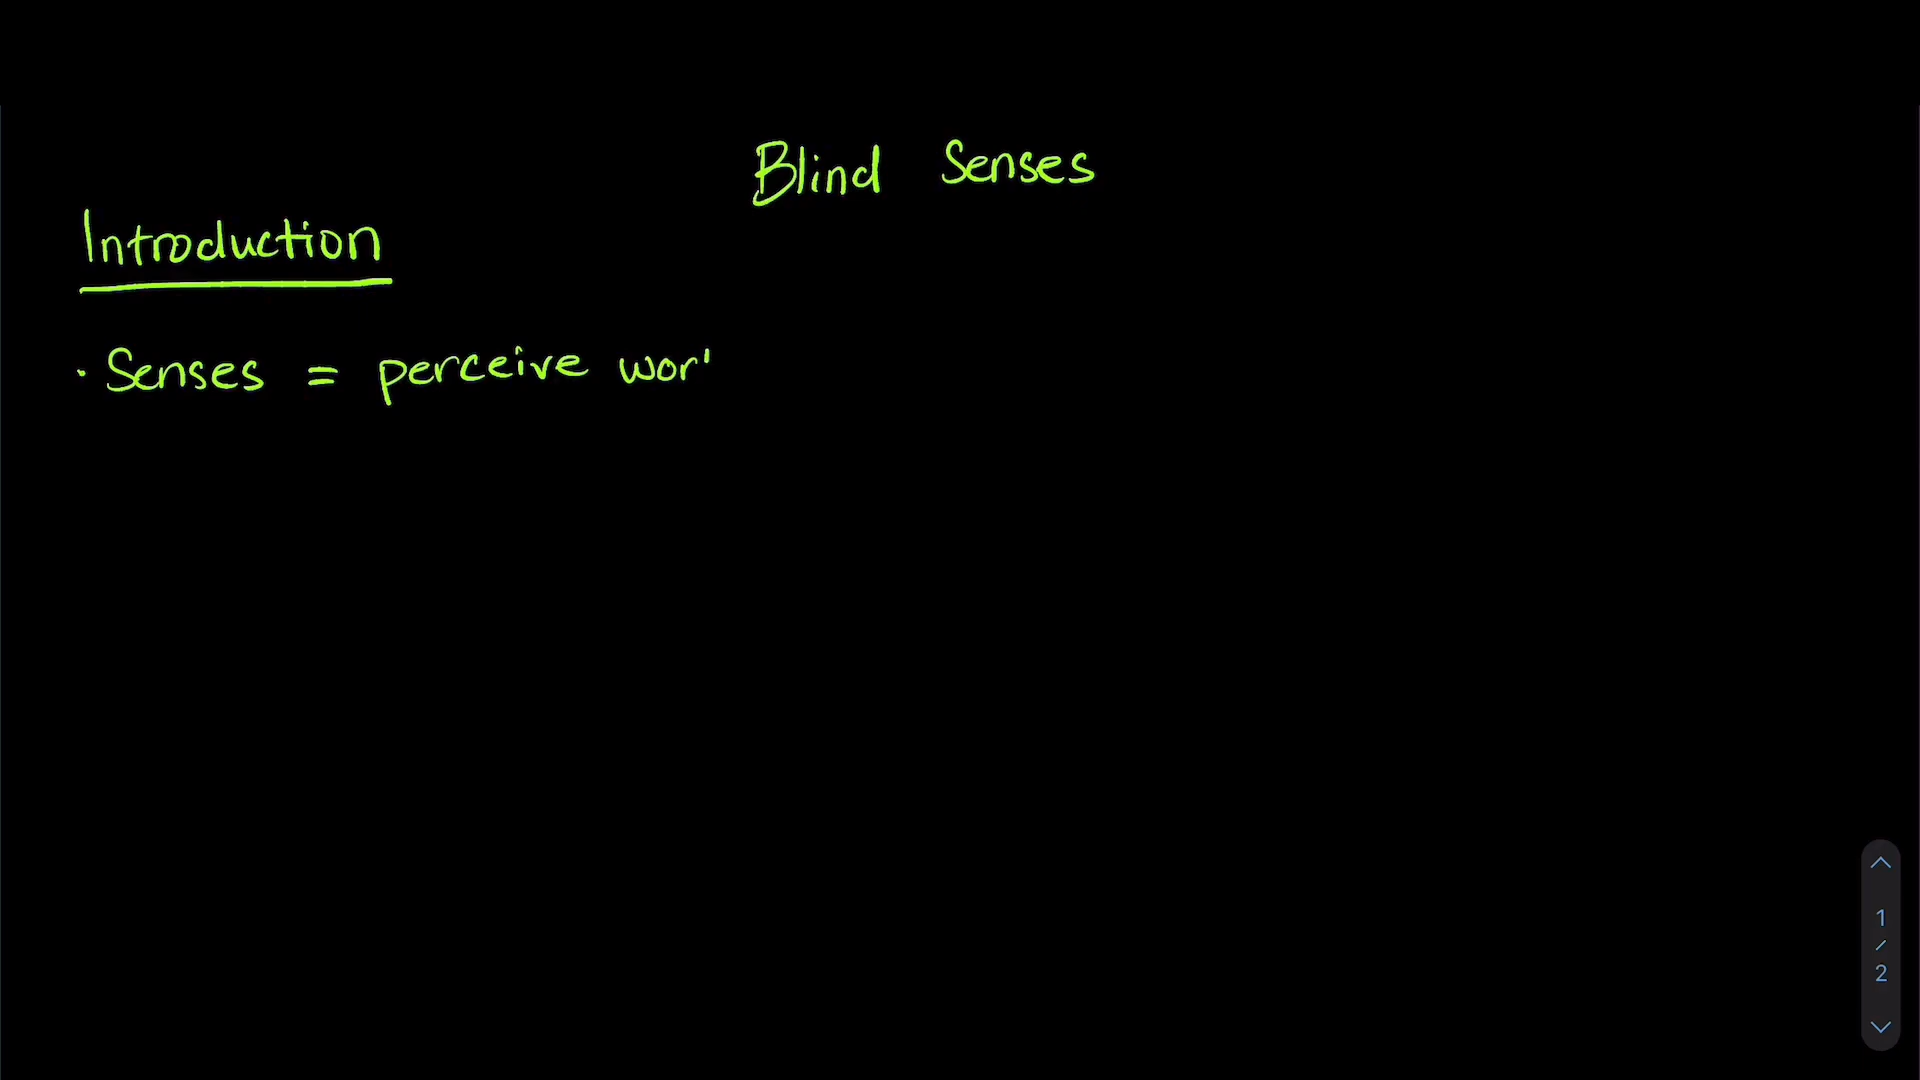 Blind Senses
Introduction
· Senses = perceive wor'
1
/
2